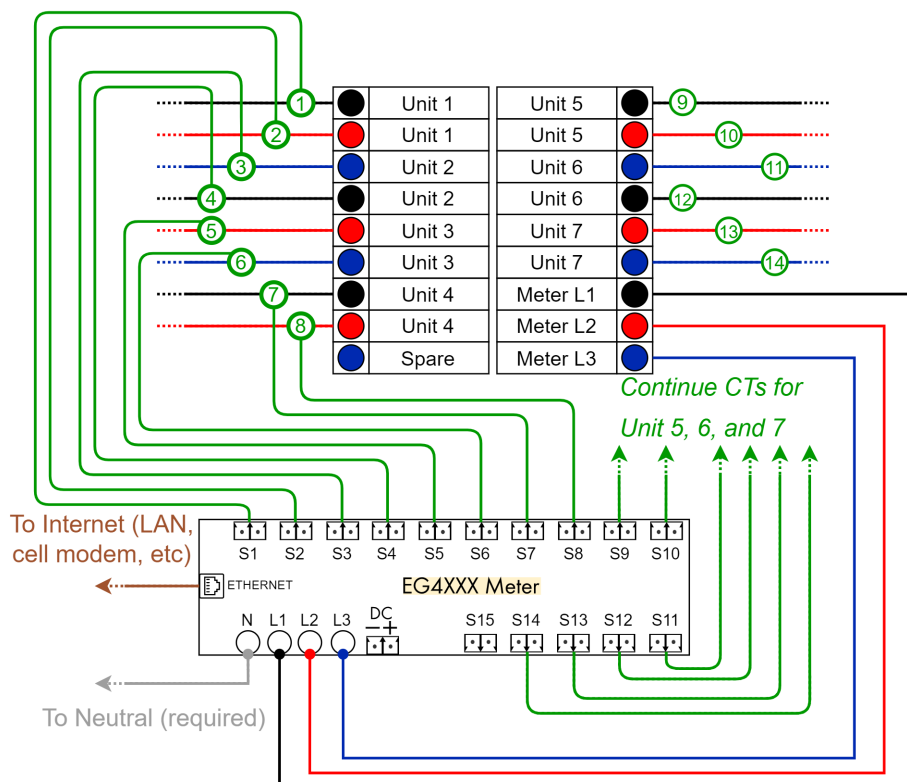 1 Unit 1 Unit 5 9
2 Unit 1 Unit 5 10
3 Unit 2 Unit 6 11
4 Unit 2 Unit 6 12
5 Unit 3 Unit 7 13
6 Unit 3 Unit 7 14
7 Unit 4 Meter L1
8 Unit 4 Meter L2
Spare Meter L3
Continue CTs for
Unit 5, 6, and 7
To Internet (LAN,
cell modem, etc)
S1 S2 S3 S4 S5 S6 S7 S8 S9 S10
ETHERNET
EG4XXX Meter
N L1 L2 L3 DC
− +
S15 S14 S13 S12 S11
To Neutral (required)